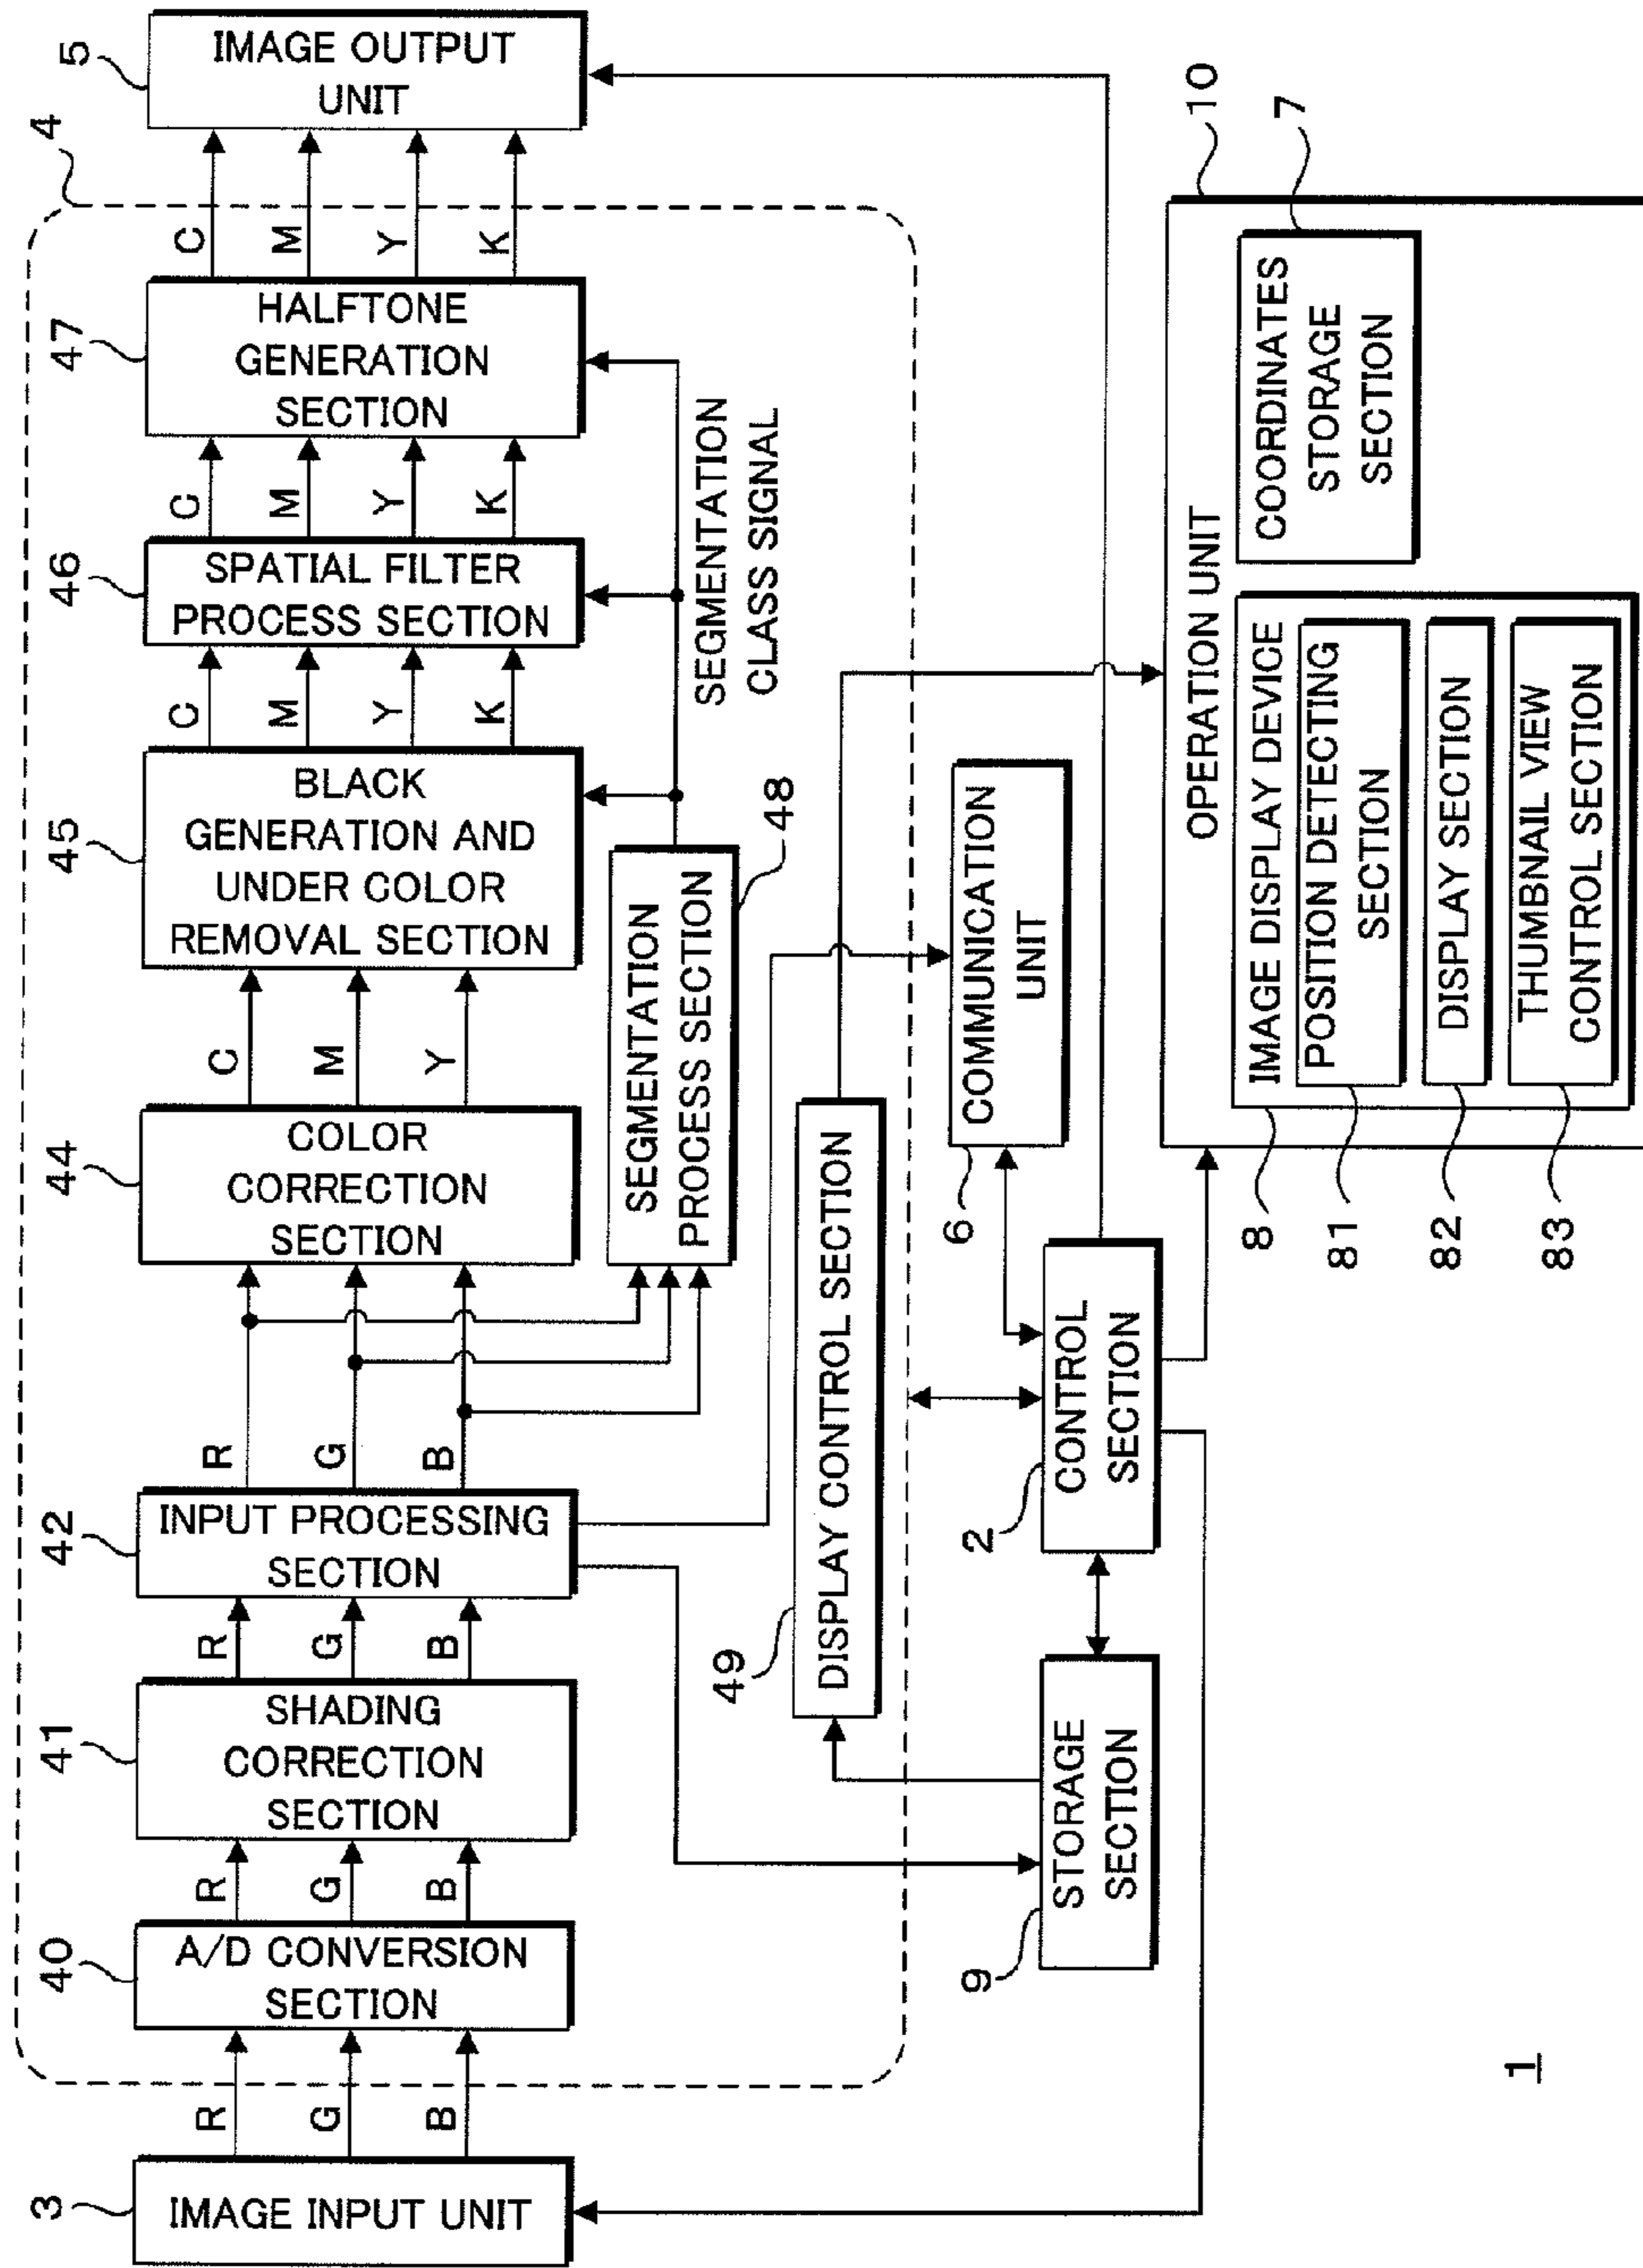 3
IMAGE INPUT UNIT
R
G
B
40
A/D CONVERSION
SECTION
R
G
B
41
SHADING
CORRECTION
SECTION
R
G
B
42
INPUT PROCESSING
SECTION
R
G
B
44
COLOR
CORRECTION
SECTION
C
M
Y
45
BLACK
GENERATION AND
UNDER COLOR
REMOVAL SECTION
C
M
Y
K
46
SPATIAL FILTER
PROCESS SECTION
C
M
Y
K
47
HALFTONE
GENERATION
SECTION
C
M
Y
K
4
5
IMAGE OUTPUT
UNIT
SEGMENTATION
PROCESS SECTION
48
SEGMENTATION
CLASS SIGNAL
49
DISPLAY CONTROL SECTION
9
STORAGE
SECTION
2
CONTROL
SECTION
6
COMMUNICATION
UNIT
OPERATION UNIT
10
8
IMAGE DISPLAY DEVICE
81
POSITION DETECTING
SECTION
82
DISPLAY SECTION
83
THUMBNAIL VIEW
CONTROL SECTION
7
COORDINATES
STORAGE
SECTION
1